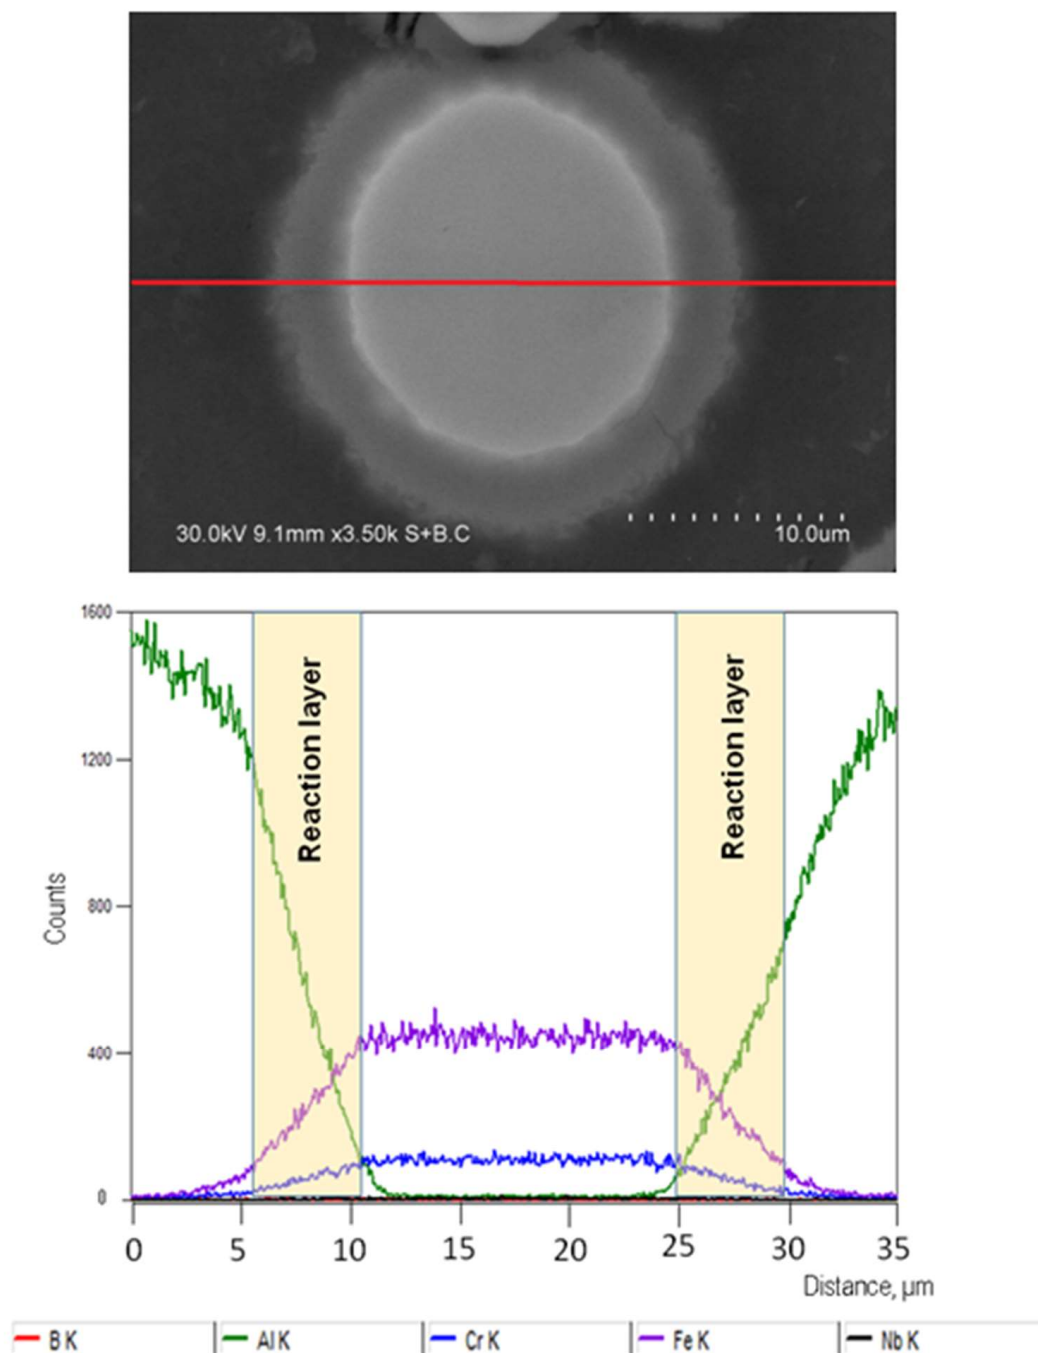 30.0kV 9.1mm x3.50k S+B.C 10.0um
1600
1200
800
400
0
Counts
Reaction layer
Reaction layer
0 5 10 15 20 25 30 35
Distance, μm
B K Al K Cr K Fe K Nb K